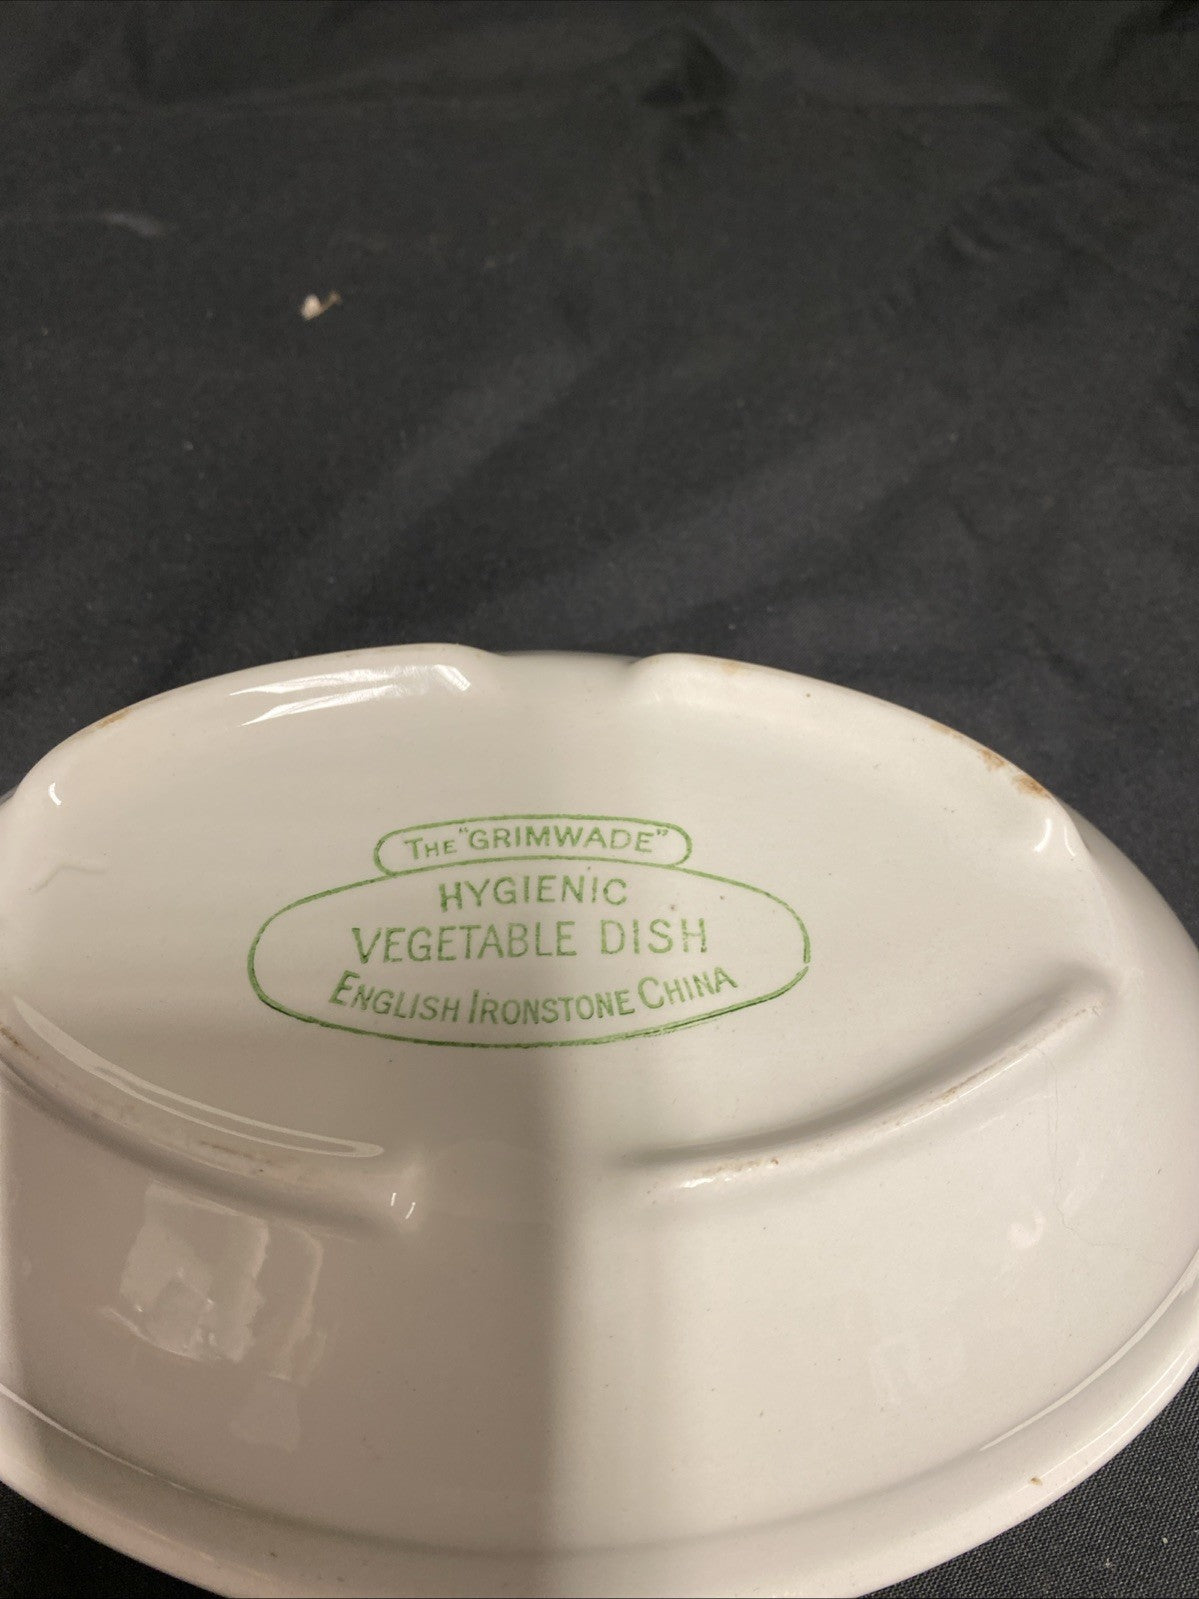 THE "GRIMWADE"
HYGIENIC
VEGETABLE DISH
ENGLISH IRONSTONE CHINA